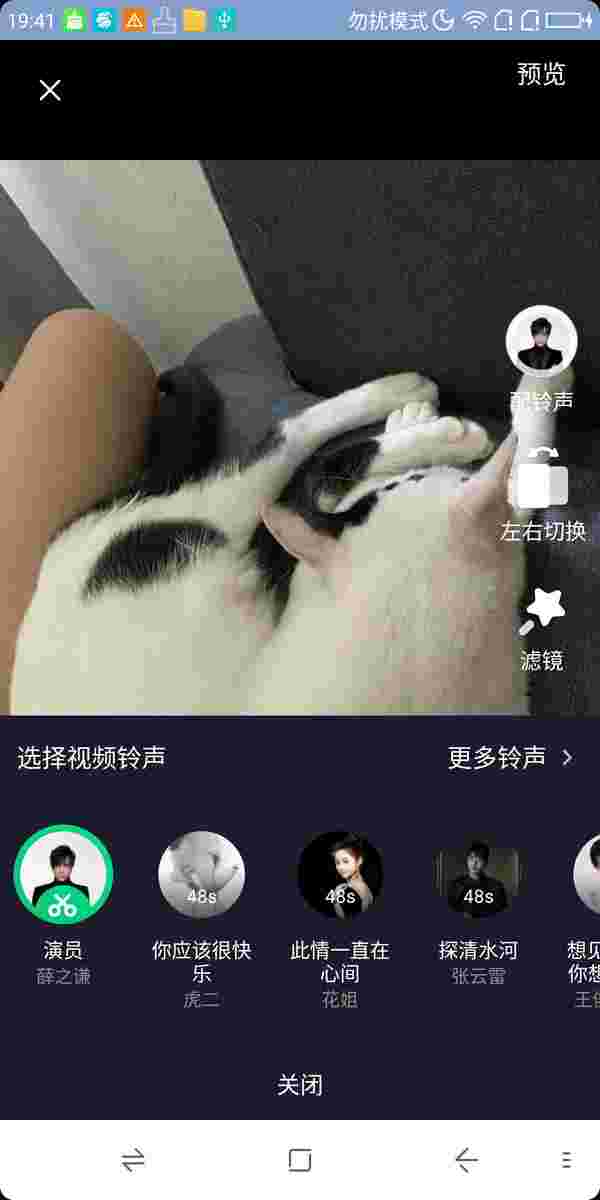 19:41 勿扰模式
预览
配铃声
左右切换
滤镜
选择视频铃声 更多铃声
48s 48s 48s
演员 你应该很快乐 此情一直在心间 探清水河 想见 你想
薛之谦 虎二 花姐 张云雷 王俊
关闭